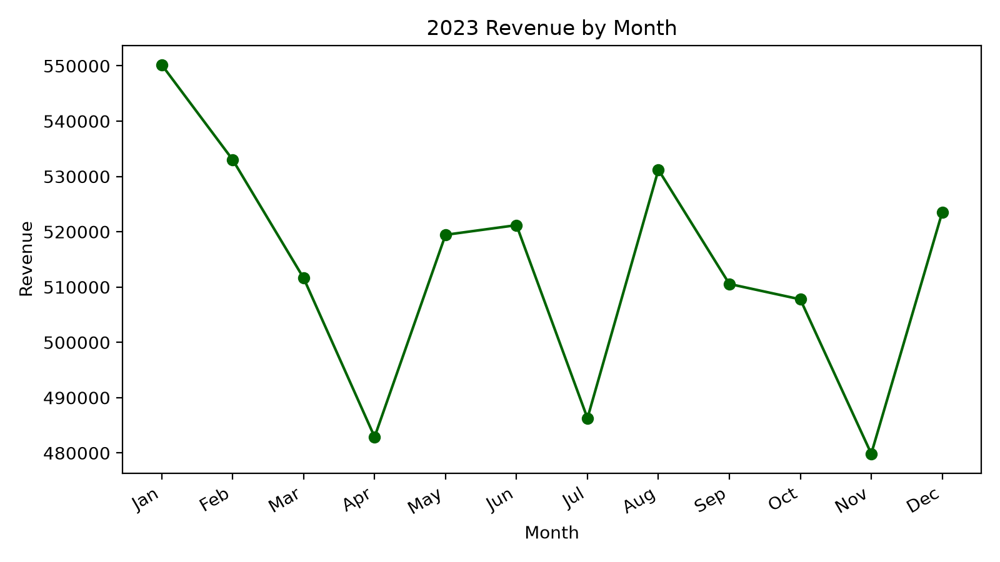 2023 Revenue by Month
550000
540000
530000
520000
510000
500000
490000
480000
Revenue
Jan Feb Mar Apr May Jun Jul Aug Sep Oct Nov Dec
Month